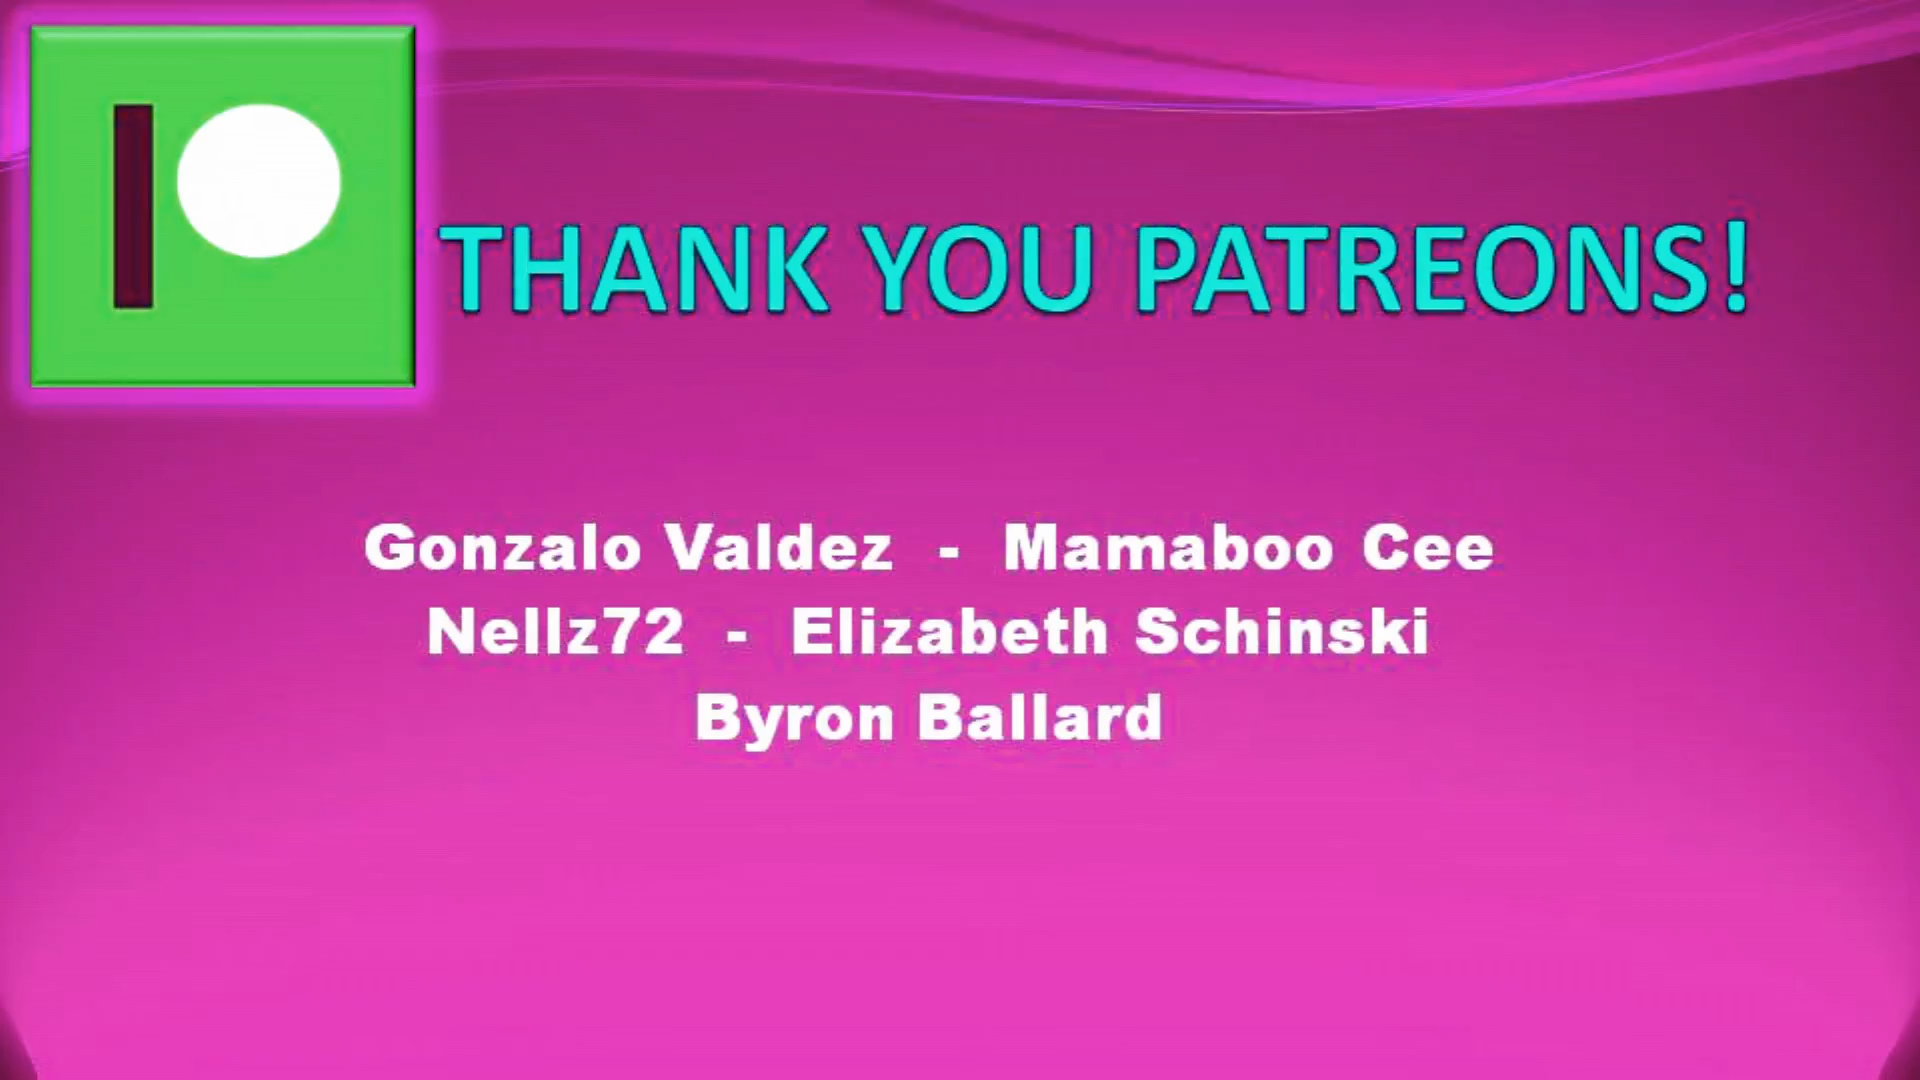 THANK YOU PATREONS!
Gonzalo Valdez - Mamaboo Cee
Nellz72 - Elizabeth Schinski
Byron Ballard